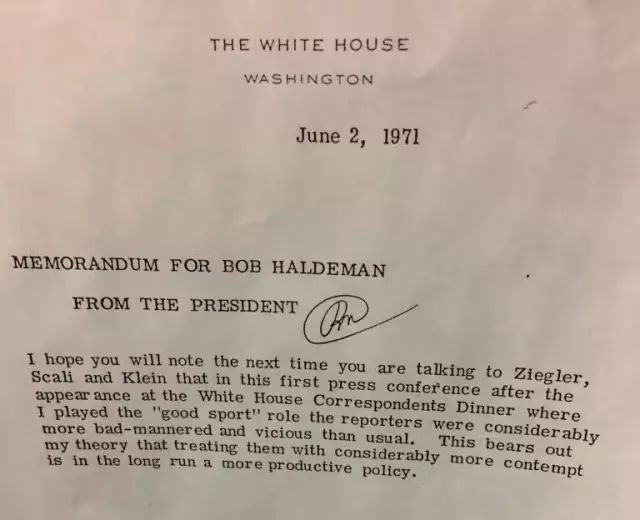 THE WHITE HOUSE
WASHINGTON
June 2, 1971
MEMORANDUM FOR BOB HALDEMAN
FROM THE PRESIDENT RN
I hope you will note the next time you are talking to Ziegler,
Scali and Klein that in this first press conference after the
appearance at the White House Correspondents Dinner where
I played the "good sport" role the reporters were considerably
more bad-mannered and vicious than usual. This bears out
my theory that treating them with considerably more contempt
is in the long run a more productive policy.